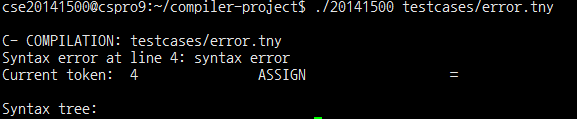 cse20141500@cspro9:~/compiler-project$ ./20141500 testcases/error.tny
C- COMPILATION: testcases/error.tny
Syntax error at line 4: syntax error
Current token: 4 ASSIGN =
Syntax tree: